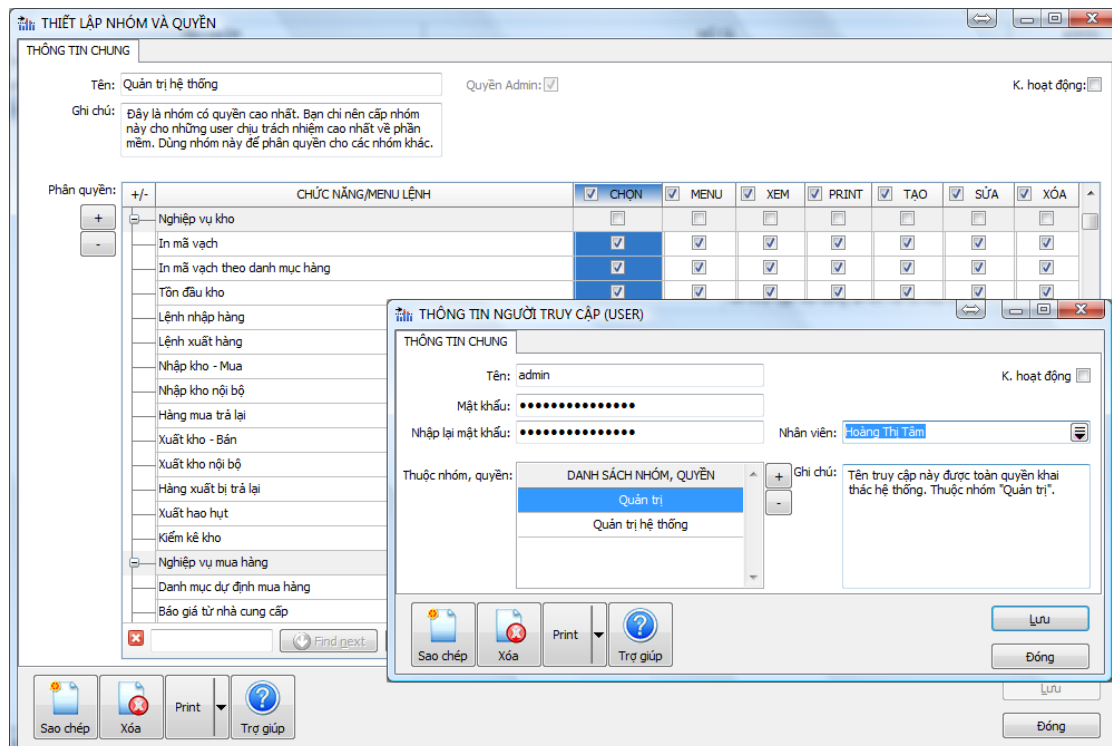 THIẾT LẬP NHÓM VÀ QUYỀN
THÔNG TIN CHUNG
Tên: Quản trị hệ thống
Quyền Admin:
K. hoạt động:
Ghi chú: Đây là nhóm có quyền cao nhất. Bạn chỉ nên cấp nhóm
này cho những user chịu trách nhiệm cao nhất về phần
mềm. Dùng nhóm này để phân quyền cho các nhóm khác.
Phân quyền:
+
-
+/- CHỨC NĂNG/MENU LỆNH CHỌN MENU XEM PRINT TẠO SỬA XÓA
Nghiệp vụ kho
In mã vạch
In mã vạch theo danh mục hàng
Tồn đầu kho
Lệnh nhập hàng
Lệnh xuất hàng
Nhập kho - Mua
Nhập kho nội bộ
Hàng mua trả lại
Xuất kho - Bán
Xuất kho nội bộ
Hàng xuất bị trả lại
Xuất hao hụt
Kiểm kê kho
Nghiệp vụ mua hàng
Danh mục dự định mua hàng
Báo giá từ nhà cung cấp
Find next
Sao chép
Xóa
Print
Trợ giúp
Lưu
Đóng
THÔNG TIN NGƯỜI TRUY CẬP (USER)
THÔNG TIN CHUNG
Tên: admin
K. hoạt động
Mật khẩu: •••••••••••••••
Nhập lại mật khẩu: •••••••••••••••
Nhân viên: Hoàng Thị Tâm
Thuộc nhóm, quyền:
DANH SÁCH NHÓM, QUYỀN
Quản trị
Quản trị hệ thống
+
-
Ghi chú: Tên truy cập này được toàn quyền khai
thác hệ thống. Thuộc nhóm "Quản trị".
Sao chép
Xóa
Print
Trợ giúp
Lưu
Đóng